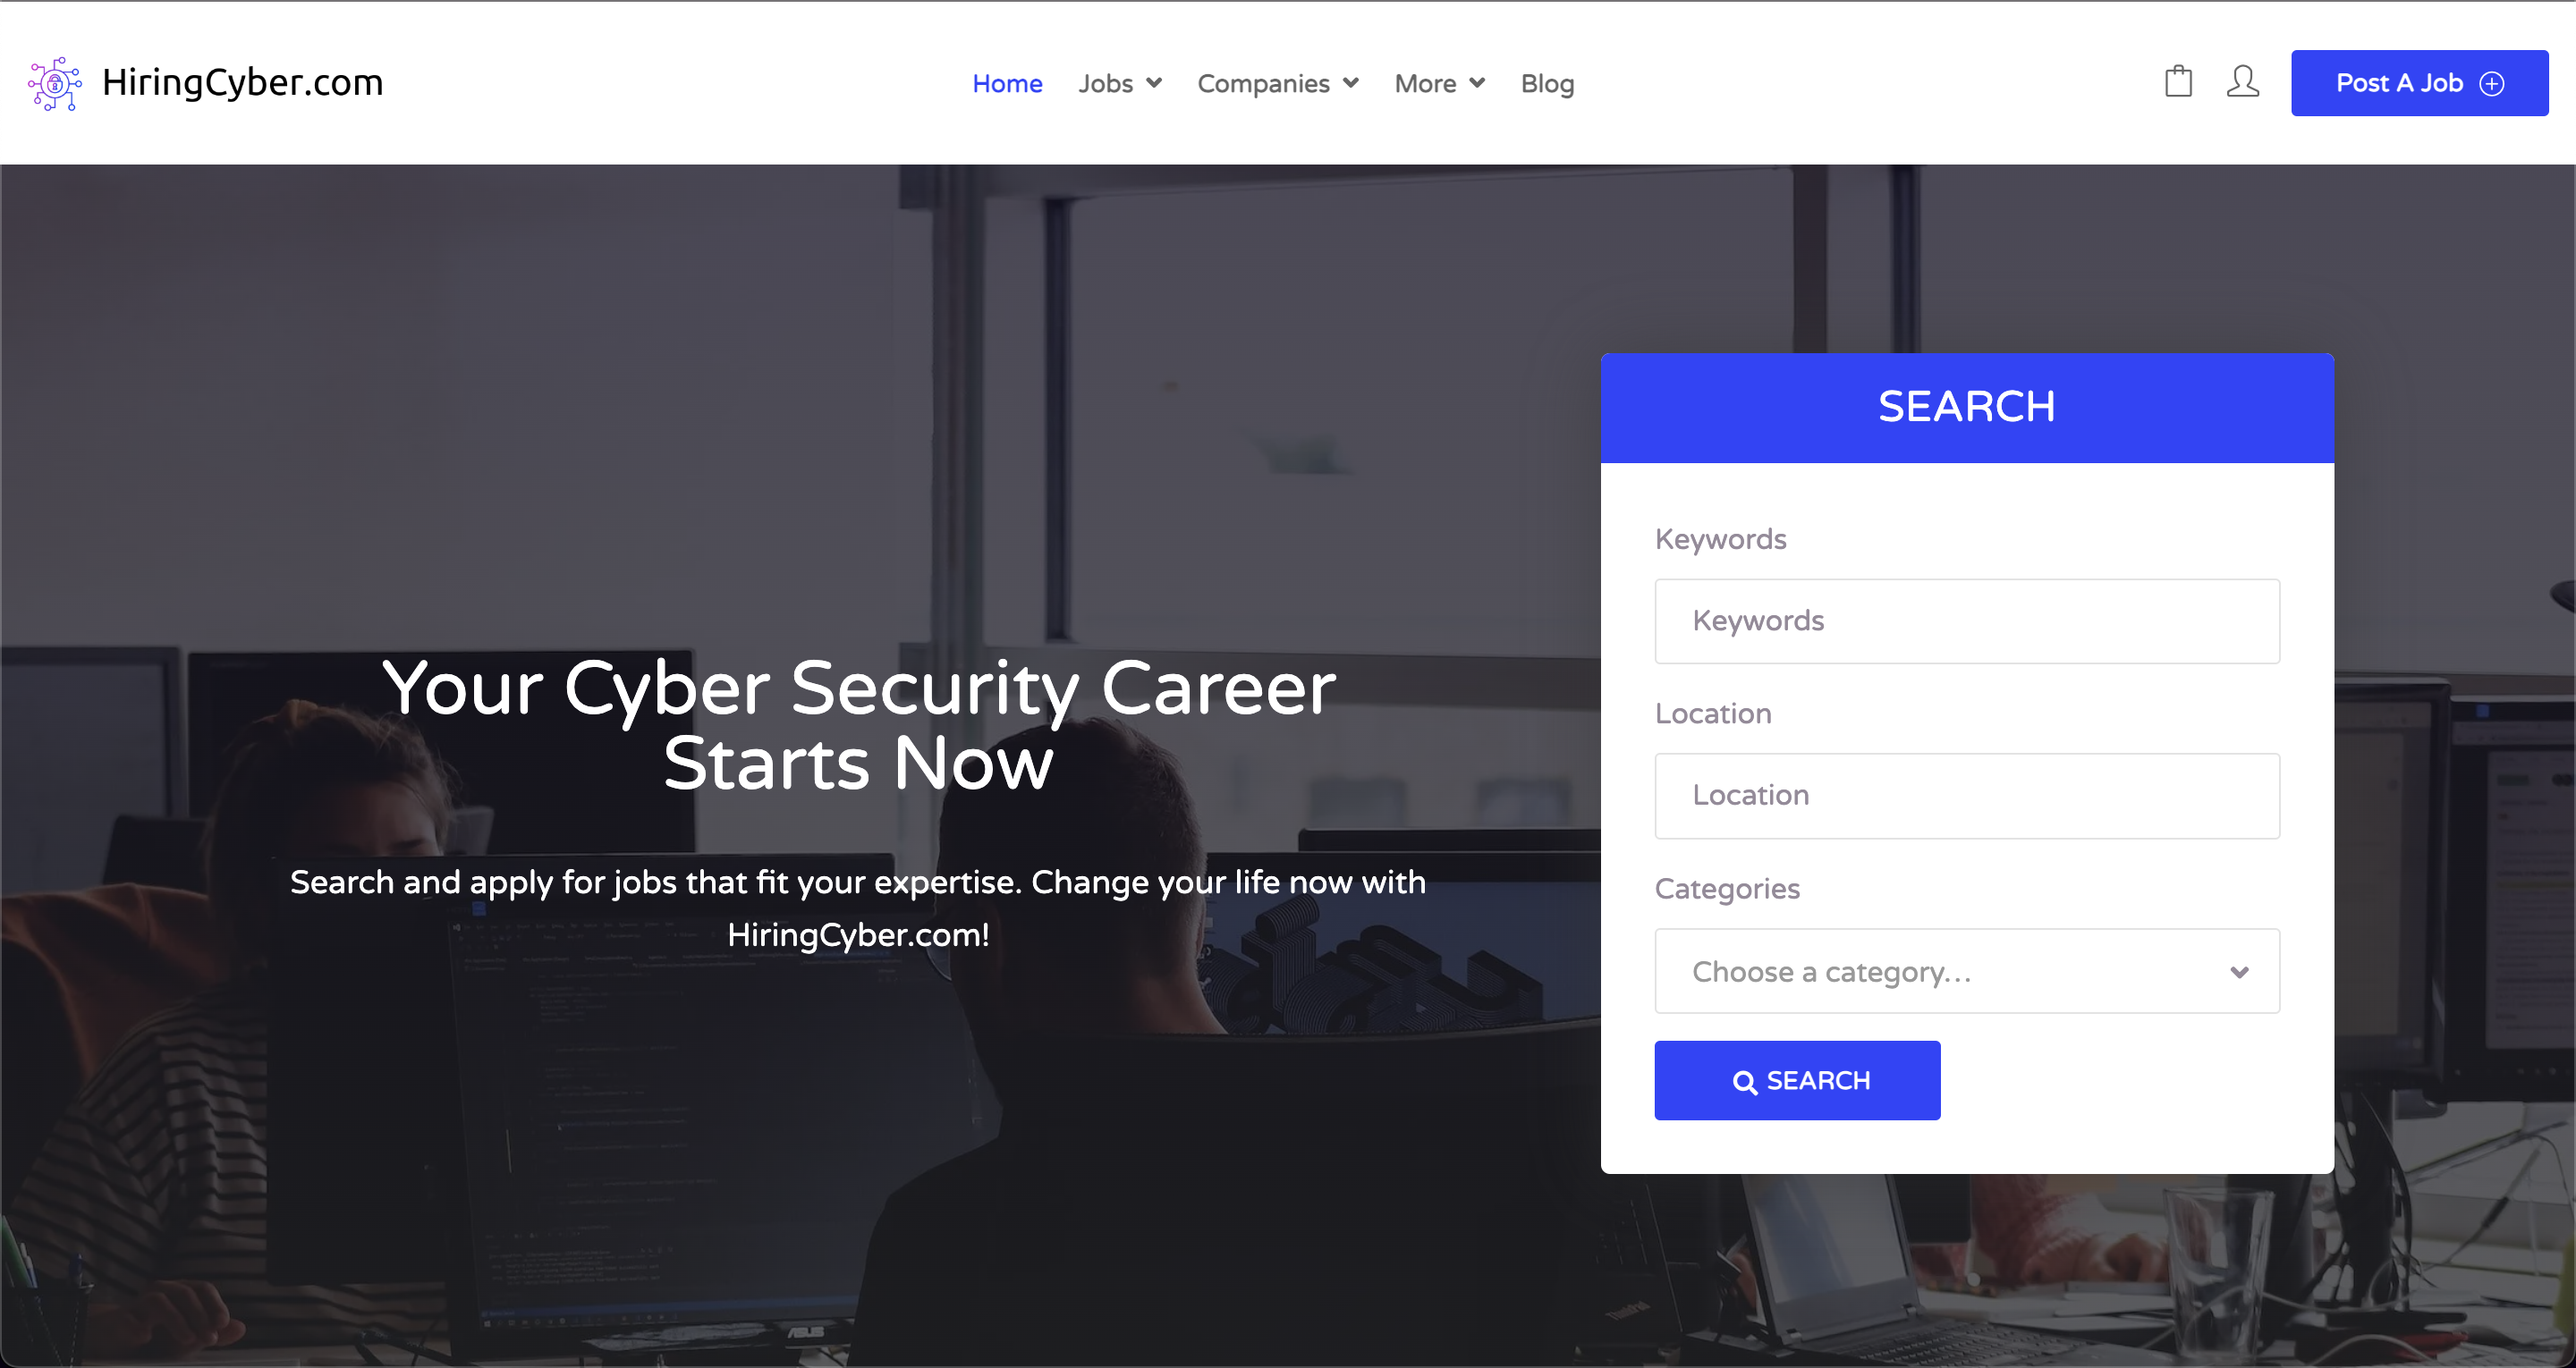 HiringCyber.com
Home Jobs Companies More Blog
Post A Job
Your Cyber Security Career
Starts Now
Search and apply for jobs that fit your expertise. Change your life now with
HiringCyber.com!
SEARCH
Keywords
Keywords
Location
Location
Categories
Choose a category...
SEARCH
ASUS
ThinkPad